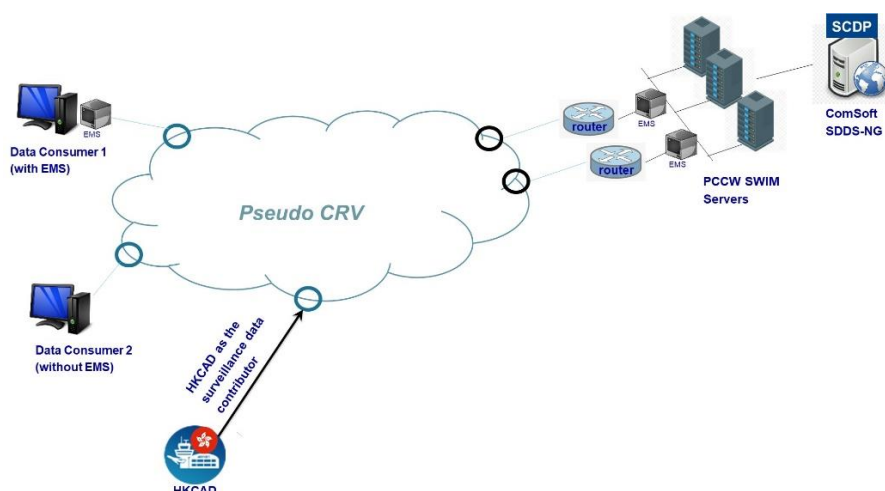 SCDP
ComSoft
SDDS-NG
EMS
Data Consumer 1
(with EMS)
router
EMS
router
EMS
PCCW SWIM
Servers
Pseudo CRV
Data Consumer 2
(without EMS)
HKCAD as the
surveillance data
contributor
HKCAD